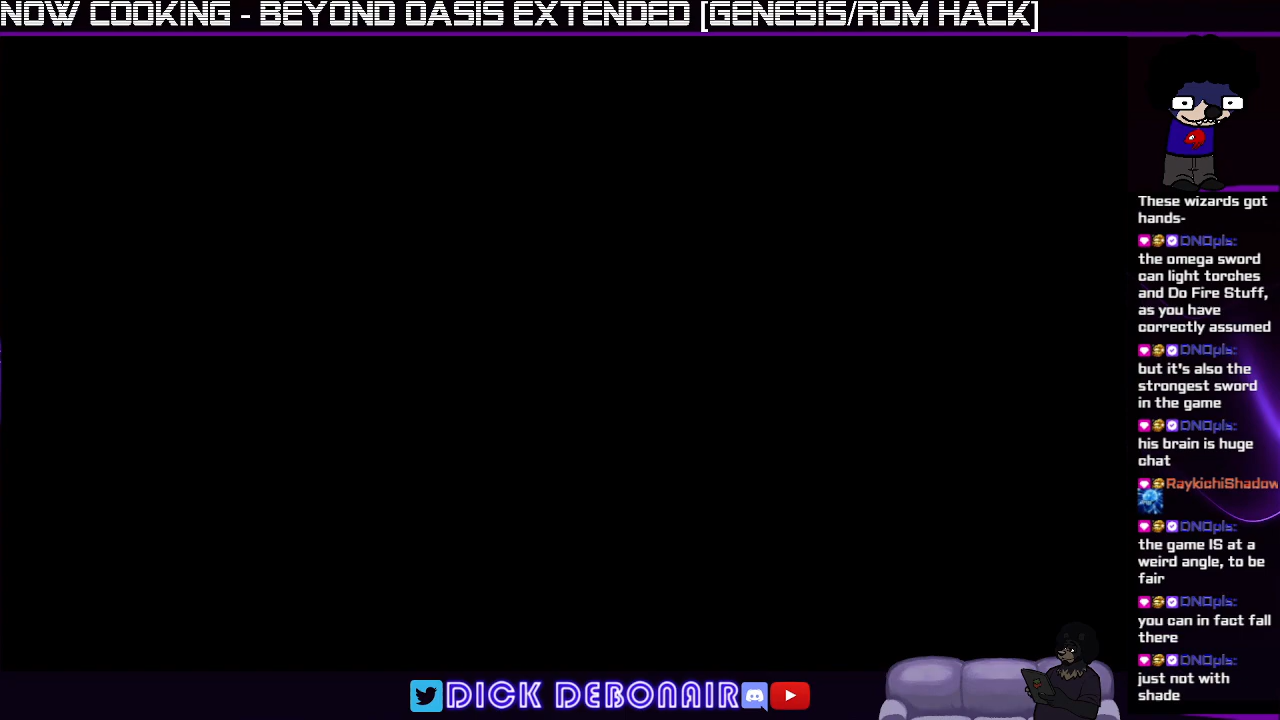 NOW COOKING - BEYOND OASIS EXTENDED [GENESIS/ROM HACK]
These wizards got
hands-
DNOpls:
the omega sword
can light torches
and Do Fire Stuff,
as you have
correctly assumed
DNOpls:
but it's also the
strongest sword
in the game
DNOpls:
his brain is huge
chat
RaykichiShadow
DNOpls:
the game IS at a
weird angle, to be
fair
DNOpls:
you can in fact fall
there
DNOpls:
just not with
shade
DICK DEBONAIR